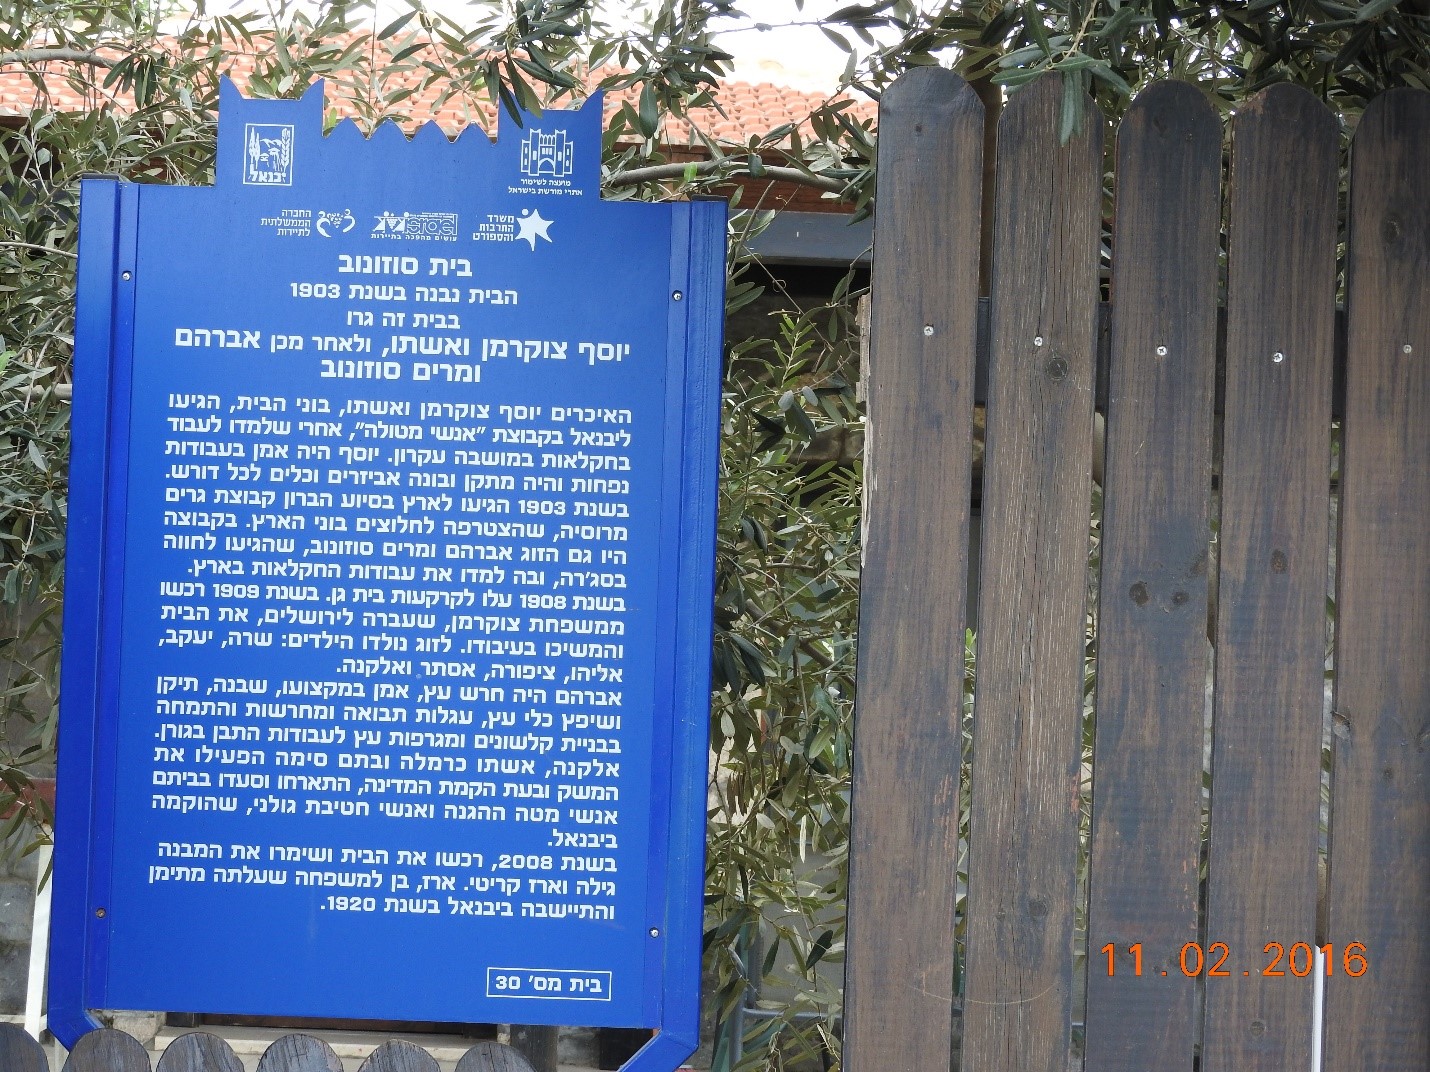 יבנאל
מועצה לשימור
אתרי מורשת בישראל
החברה
הממשלתית
לתיירות
israel
עושים מהפכה בתיירות
משרד
התרבות
והספורט
בית סוזונוב
הבית נבנה בשנת 1903
בבית זה גרו
יוסף צוקרמן ואשתו, ולאחר מכן אברהם
ומרים סוזונוב
האיכרים יוסף צוקרמן ואשתו, בוני הבית, הגיעו
ליבנאל בקבוצת "אנשי מטולה", אחרי שלמדו לעבוד
בחקלאות במושבה עקרון. יוסף היה אמן בעבודות
נפחות והיה מתקן ובונה אביזרים וכלים לכל דורש.
בשנת 1903 הגיעו לארץ בסיוע הברון קבוצת גרים
מרוסיה, שהצטרפה לחלוצים בוני הארץ. בקבוצה
היו גם הזוג אברהם ומרים סוזונוב, שהגיעו לחווה
בסג'רה, ובה למדו את עבודות החקלאות בארץ.
בשנת 1908 עלו לקרקעות בית גן. בשנת 1909 רכשו
ממשפחת צוקרמן, שעברה לירושלים, את הבית
והמשיכו בעיבודו. לזוג נולדו הילדים: שרה, יעקב,
אליהו, ציפורה, אסתר ואלקנה.
אברהם היה חרש עץ, אמן במקצועו, שבנה, תיקן
ושיפץ כלי עץ, עגלות תבואה ומחרשות והתמחה
בבניית קלשונים ומגרפות עץ לעבודות התבן בגורן.
אלקנה, אשתו כרמלה ובתם סימה הפעילו את
המשק ובעת הקמת המדינה, התארחו וסעדו בביתם
אנשי מטה ההגנה ואנשי חטיבת גולני, שהוקמה
ביבנאל.
בשנת 2008, רכשו את הבית ושימרו את המבנה
גילה וארז קריטי. ארז, בן למשפחה שעלתה מתימן
והתיישבה ביבנאל בשנת 1920.
בית מס' 30
11.02.2016